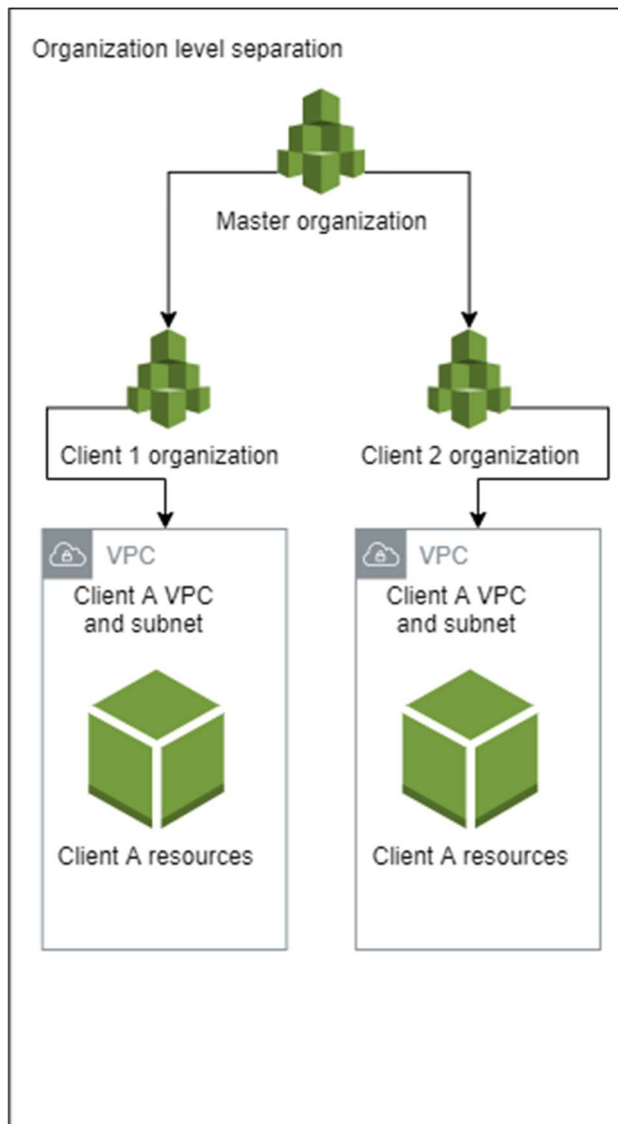 Organization level separation
Master organization
Client 1 organization
Client 2 organization
VPC
Client A VPC
and subnet
Client A resources
VPC
Client A VPC
and subnet
Client A resources